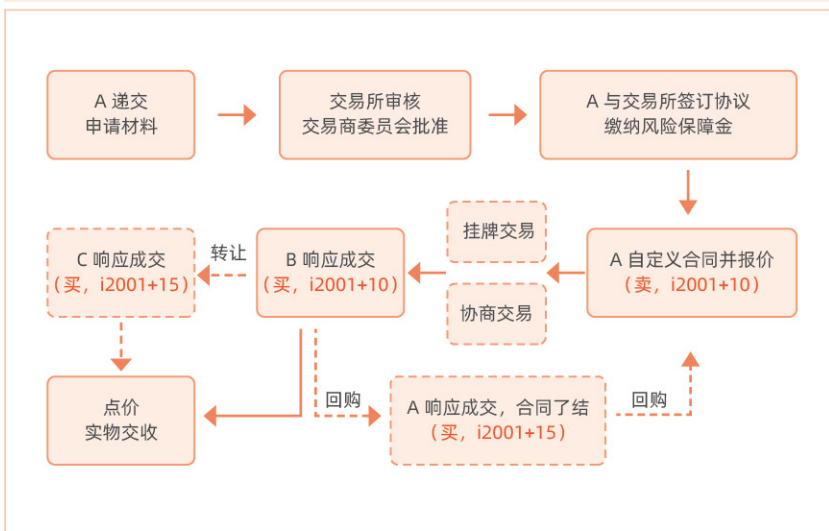 A 递交
申请材料
交易所审核
交易商委员会批准
A 与交易所签订协议
缴纳风险保障金
挂牌交易
C 响应成交
(买，i2001+15)
转让
B 响应成交
(买，i2001+10)
A 自定义合同并报价
(卖，i2001+10)
协商交易
点价
实物交收
回购
A 响应成交，合同了结
(买，i2001+15)
回购